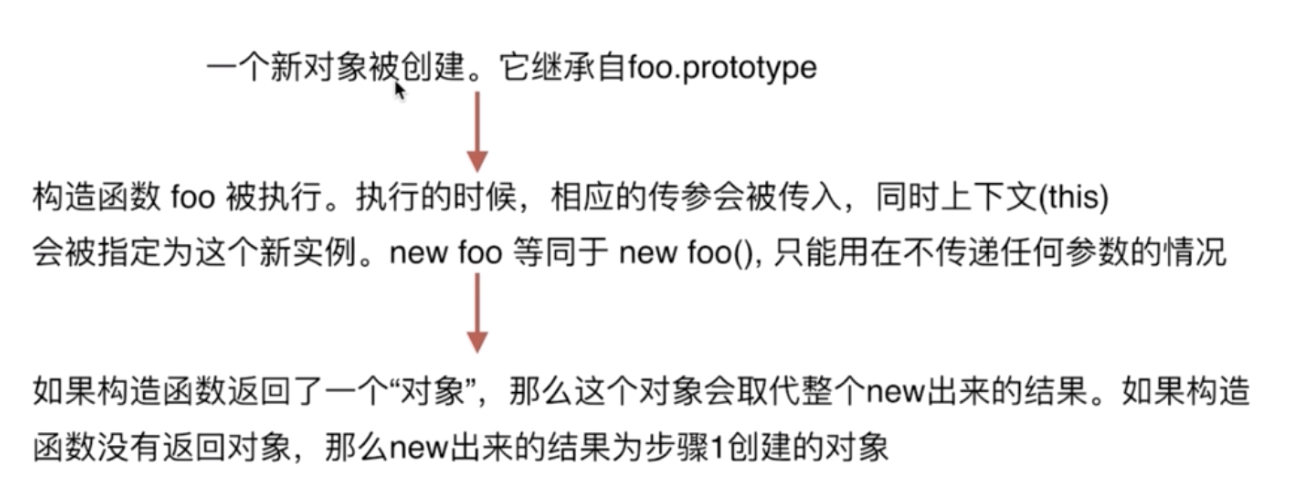 一个新对象被创建。它继承自foo.prototype
构造函数 foo 被执行。执行的时候，相应的传参会被传入，同时上下文(this)
会被指定为这个新实例。new foo 等同于 new foo(), 只能用在不传递任何参数的情况
如果构造函数返回了一个“对象”，那么这个对象会取代整个new出来的结果。如果构造
函数没有返回对象，那么new出来的结果为步骤1创建的对象